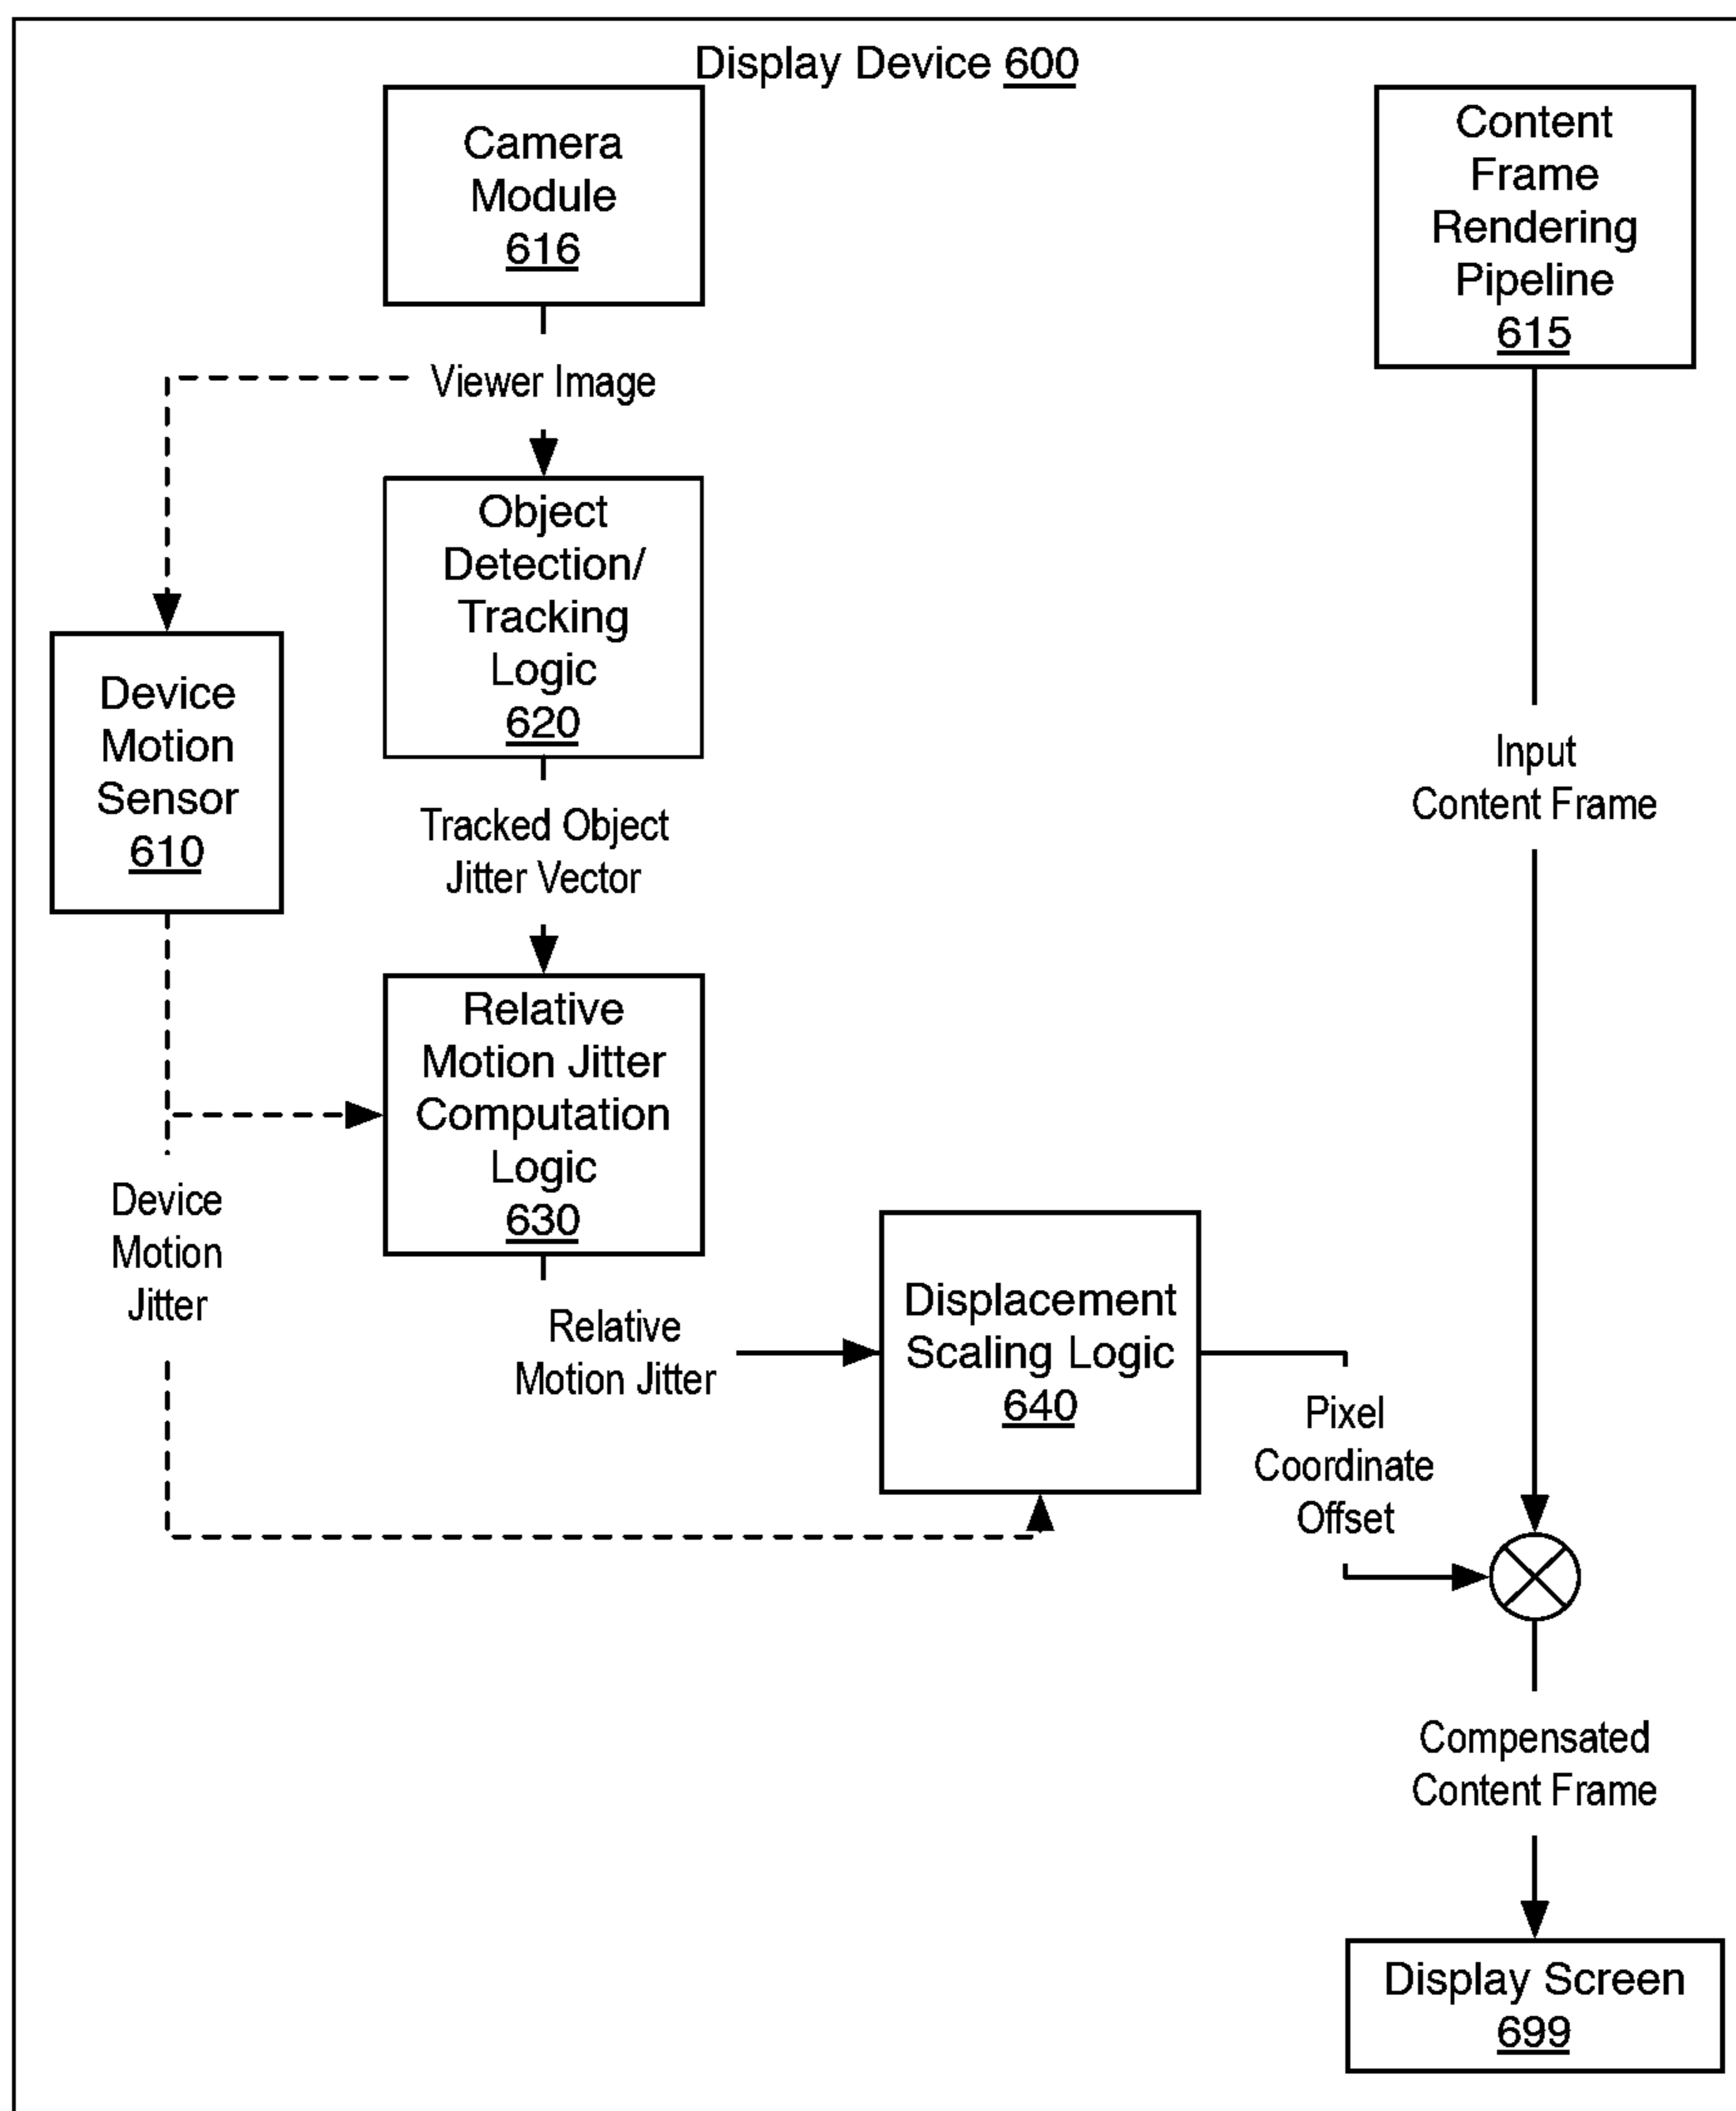 Display Device 600
Camera
Module
616
Content
Frame
Rendering
Pipeline
615
Viewer Image
Object
Detection/
Tracking
Logic
620
Device
Motion
Sensor
610
Input
Content Frame
Tracked Object
Jitter Vector
Relative
Motion Jitter
Computation
Logic
630
Device
Motion
Jitter
Relative
Motion Jitter
Displacement
Scaling Logic
640
Pixel
Coordinate
Offset
Compensated
Content Frame
Display Screen
699